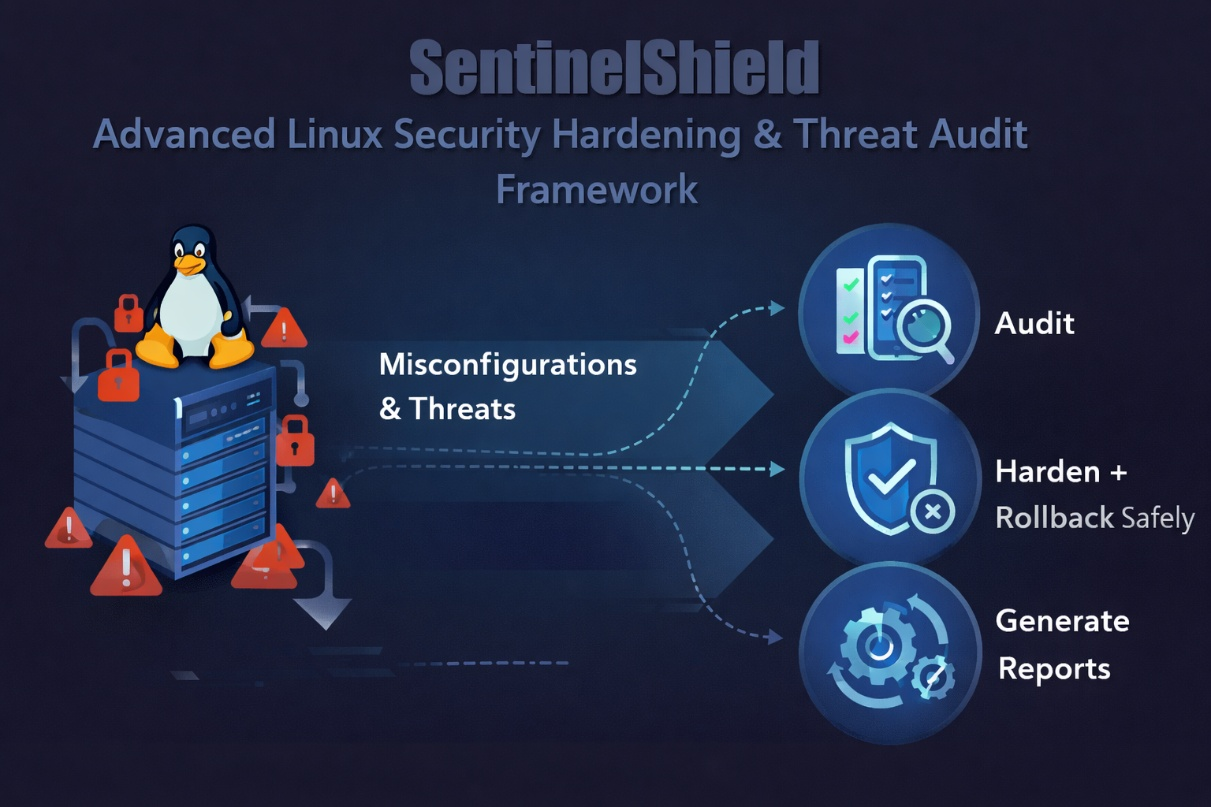 SentinelShield
Advanced Linux Security Hardening & Threat Audit
Framework
Misconfigurations
& Threats
Audit
Harden +
Rollback Safely
Generate
Reports